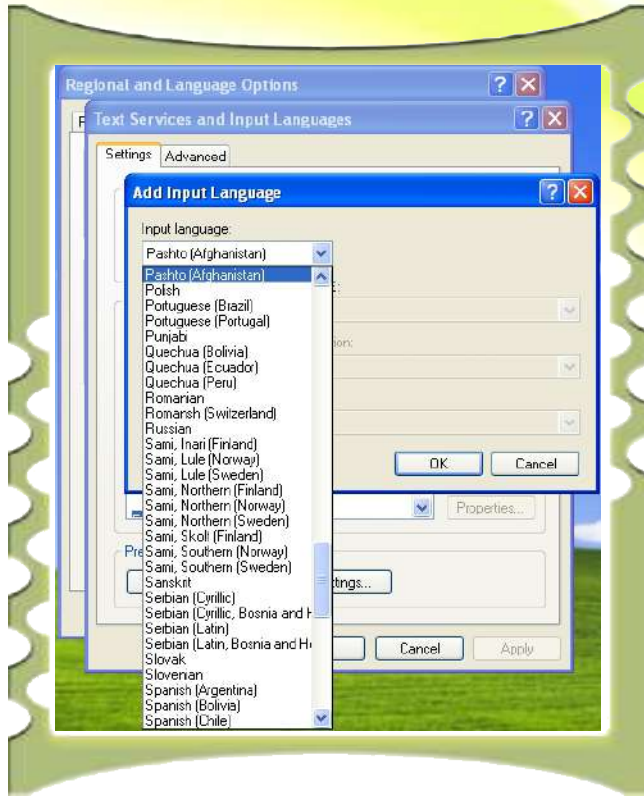 Regional and Language Options
Text Services and Input Languages
Settings
Advanced
Add Input Language
Input language:
Pashto (Afghanistan)
Pashto (Afghanistan)
Polish
Portuguese (Brazil)
Portuguese (Portugal)
Punjabi
Quechua (Bolivia)
Quechua (Ecuador)
Quechua (Peru)
Romanian
Romansh (Switzerland)
Russian
Sami, Inari (Finland)
Sami, Lule (Norway)
Sami, Lule (Sweden)
Sami, Northern (Finland)
Sami, Northern (Norway)
Sami, Northern (Sweden)
Sami, Skolt (Finland)
Sami, Southern (Norway)
Sami, Southern (Sweden)
Sanskrit
Serbian (Cyrillic)
Serbian (Cyrillic, Bosnia and H
Serbian (Latin)
Serbian (Latin, Bosnia and He
Slovak
Slovenian
Spanish (Argentina)
Spanish (Bolivia)
Spanish (Chile)
OK
Cancel
Properties...
Cancel
Apply